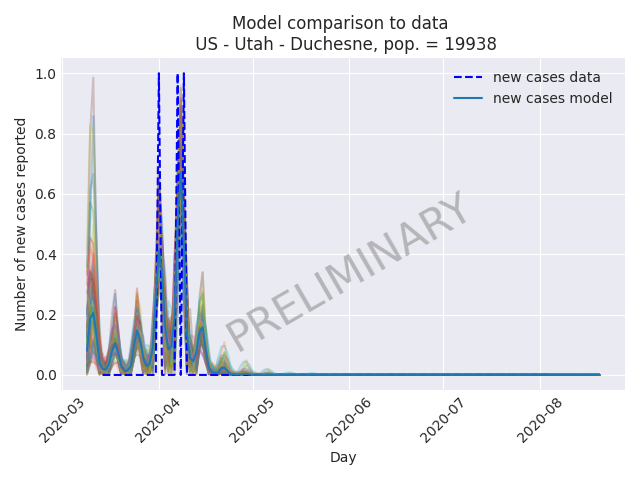 Model comparison to data
US - Utah - Duchesne, pop. = 19938
new cases data
new cases model
Number of new cases reported
1.0
0.8
0.6
0.4
0.2
0.0
PRELIMINARY
2020-03
2020-04
2020-05
2020-06
2020-07
2020-08
Day